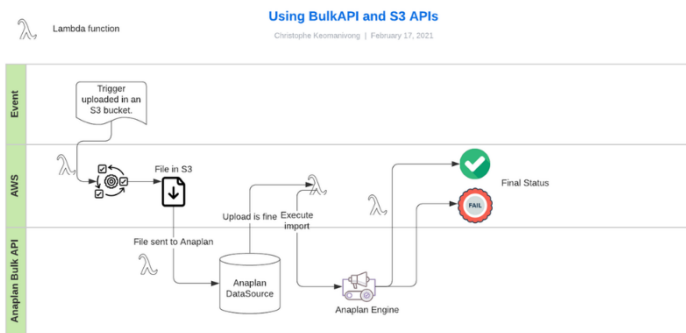 Using BulkAPI and S3 APIs
Lambda function
Christophe Keomanivong | February 17, 2021
Event
Trigger
uploaded in an
S3 bucket.
AWS
File in S3
Final Status
FAIL
Upload is fine
Execute
import
Anaplan Bulk API
File sent to Anaplan
Anaplan
DataSource
Anaplan Engine